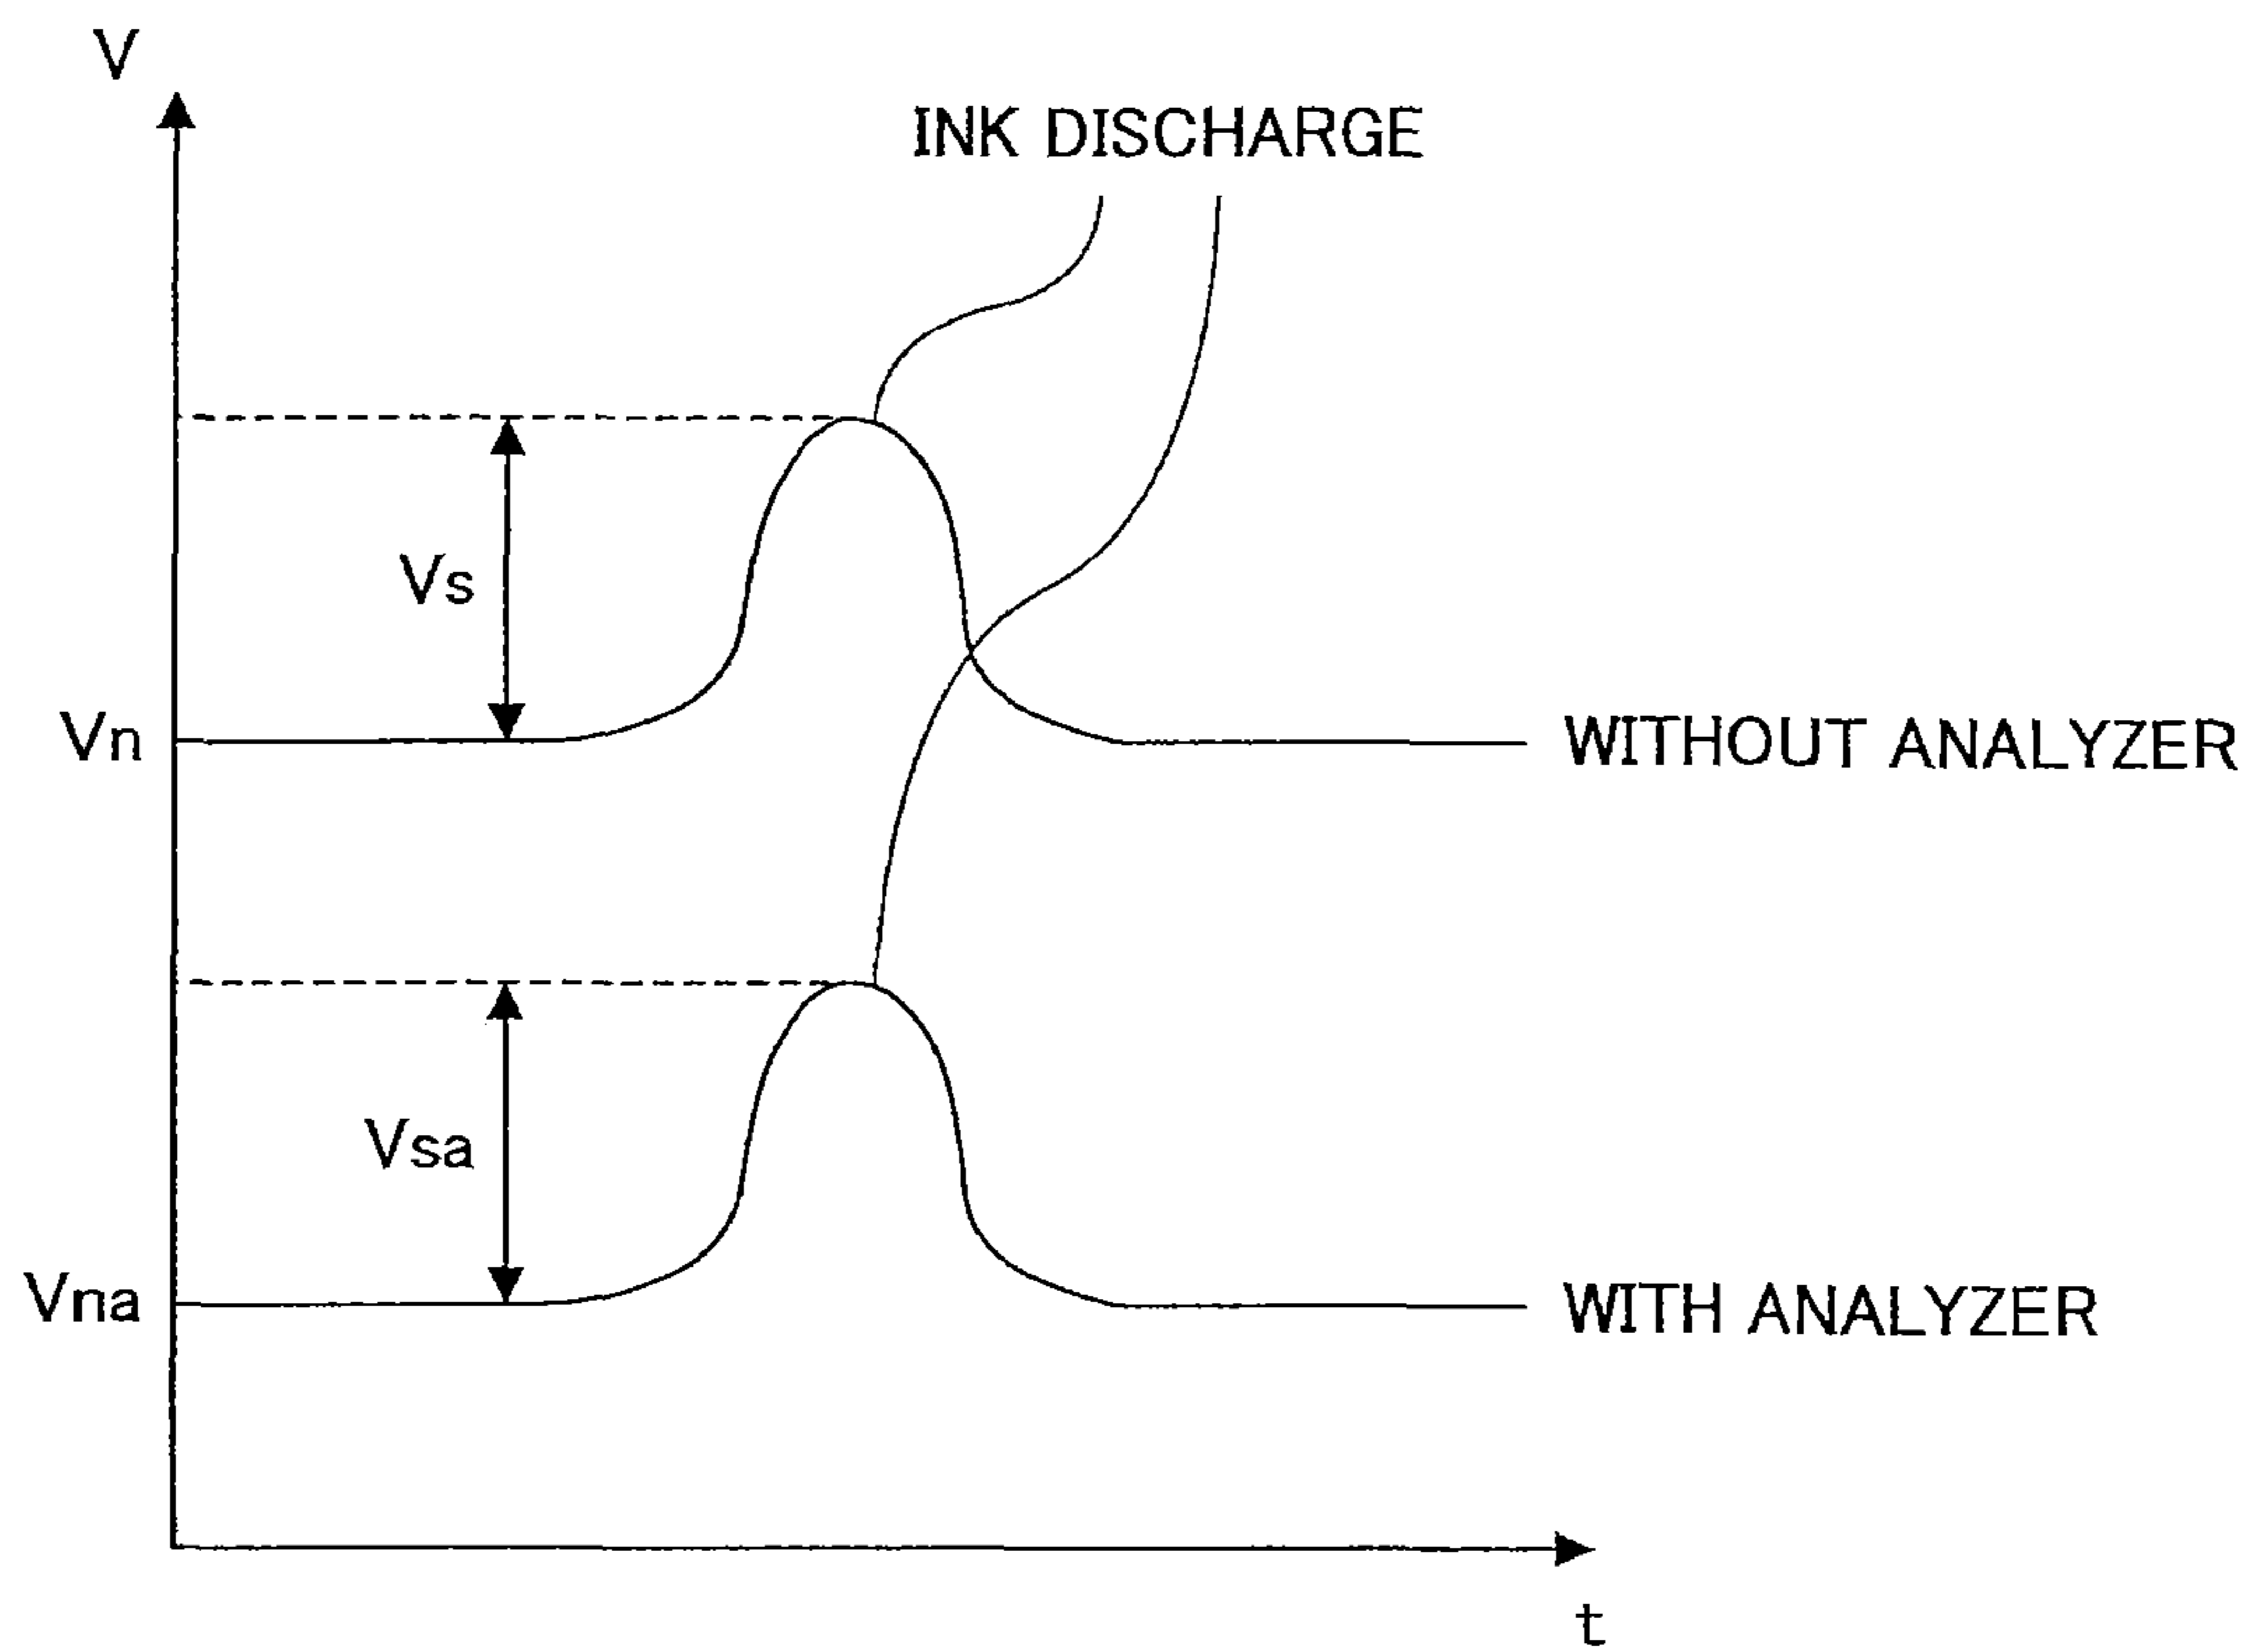 V
INK DISCHARGE
Vs
Vn
WITHOUT ANALYZER
Vsa
Vna
WITH ANALYZER
t